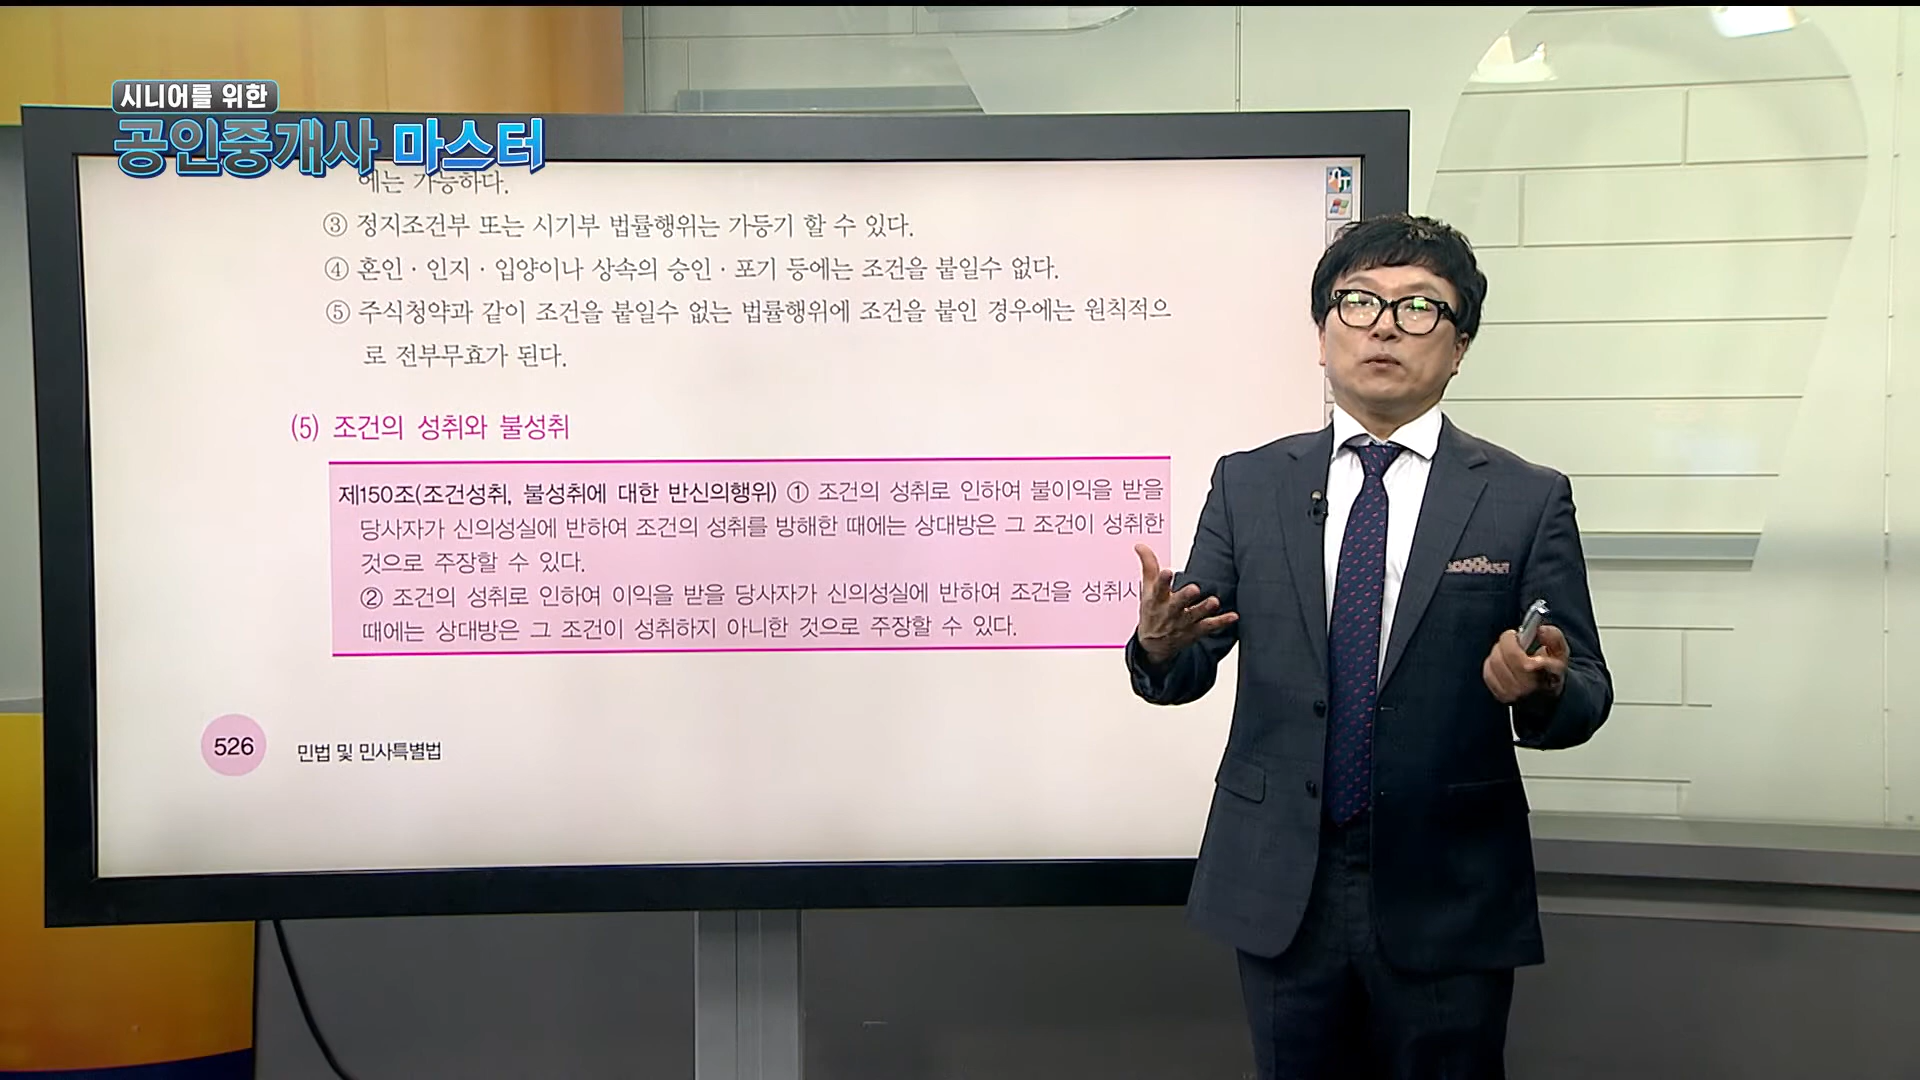 시니어를 위한
공인중개사 마스터
에는 가능하다.
③ 정지조건부 또는 시기부 법률행위는 가등기 할 수 있다.
④ 혼인·인지·입양이나 상속의 승인·포기 등에는 조건을 붙일수 없다.
⑤ 주식청약과 같이 조건을 붙일수 없는 법률행위에 조건을 붙인 경우에는 원칙적으
로 전부무효가 된다.
(5) 조건의 성취와 불성취
제150조(조건성취, 불성취에 대한 반신의행위) ① 조건의 성취로 인하여 불이익을 받을
당사자가 신의성실에 반하여 조건의 성취를 방해한 때에는 상대방은 그 조건이 성취한
것으로 주장할 수 있다.
② 조건의 성취로 인하여 이익을 받을 당사자가 신의성실에 반하여 조건을 성취시
때에는 상대방은 그 조건이 성취하지 아니한 것으로 주장할 수 있다.
526 민법 및 민사특별법